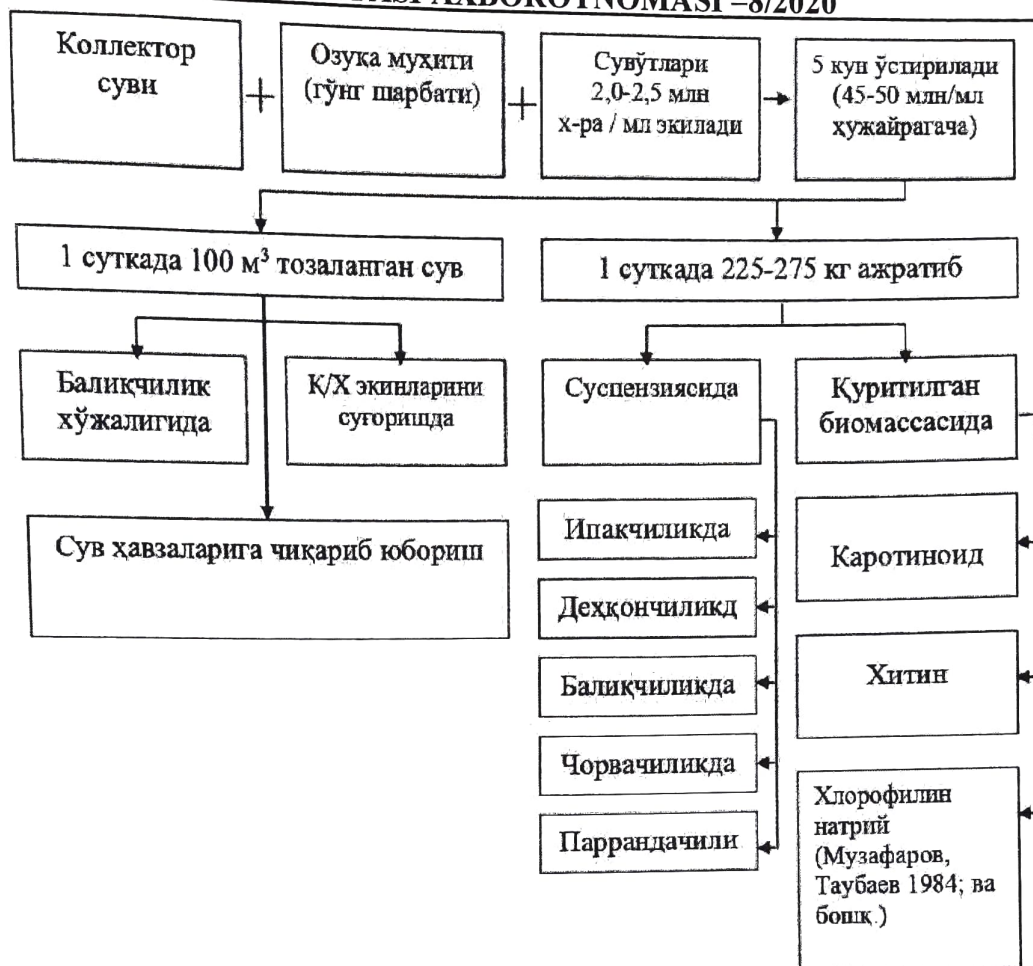 AXBOROTNOMASI –8/2020
Коллектор
суви
+
Озуқа муҳити
(гўнг шарбати)
+
Сувўтлари
2,0-2,5 млн
х-ра / мл экилади
5 кун ўстирилади
(45-50 млн/мл
ҳужайрагача)
1 суткада 100 м³ тозаланган сув
1 суткада 225-275 кг ажратиб
Балиқчилик
хўжалигида
Қ/Х экинларини
суғоришда
Суспензиясида
Қуритилган
биомассасида
Сув ҳавзаларига чиқариб юбориш
Ипакчиликда
Деҳқончиликд
Балиқчиликда
Чорвачиликда
Паррандачили
Каротиноид
Хитин
Хлорофилин
натрий
(Музафаров,
Таубаев 1984; ва
бошқ.)